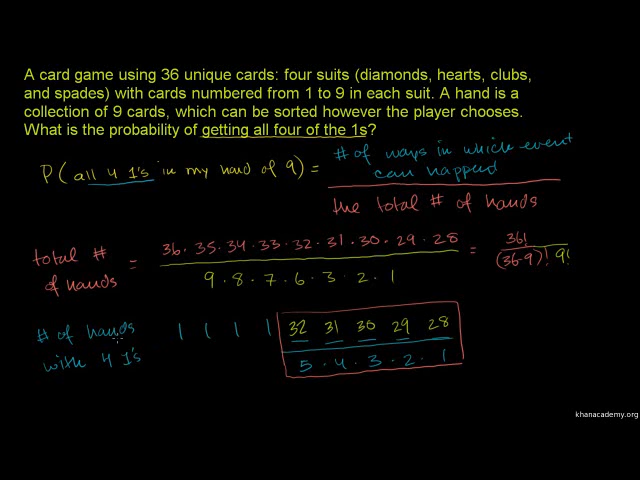 A card game using 36 unique cards: four suits (diamonds, hearts, clubs,
and spades) with cards numbered from 1 to 9 in each suit. A hand is a
collection of 9 cards, which can be sorted however the player chooses.
What is the probability of getting all four of the 1s?
P(all 4 1's in my hand of 9) =
# of ways in which event
can happen
the total # of hands
total #
of hands
=
36 · 35 · 34 · 33 · 32 · 31 · 30 · 29 · 28
9 · 8 · 7 · 6 · 3 · 2 · 1
=
36!
(36-9)! 9!
# of hands
with 4 1's
1 1 1 1 32 31 30 29 28
5 · 4 · 3 · 2 · 1
khanacademy.org